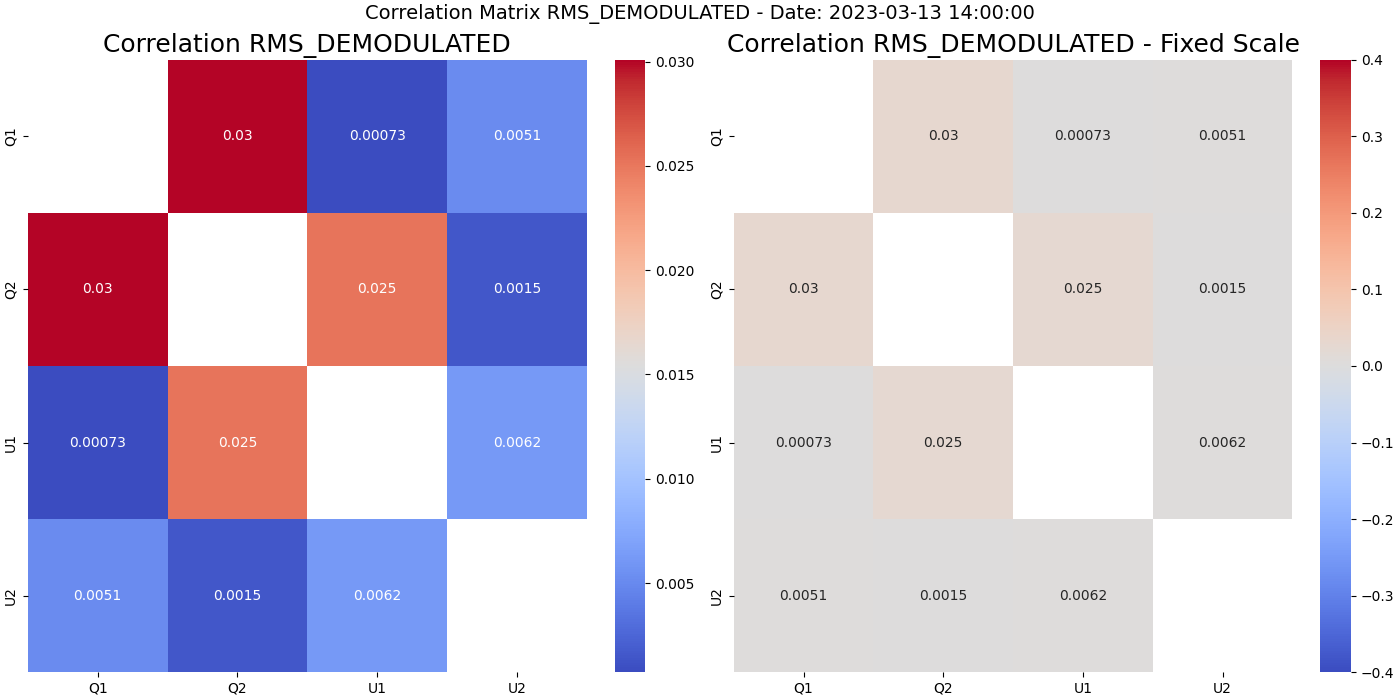 Correlation Matrix RMS_DEMODULATED - Date: 2023-03-13 14:00:00
Correlation RMS_DEMODULATED
Q1
0.03
0.00073
0.0051
Q2
0.03
0.025
0.0015
U1
0.00073
0.025
0.0062
U2
0.0051
0.0015
0.0062
Q1
Q2
U1
U2
0.030
0.025
0.020
0.015
0.010
0.005
Correlation RMS_DEMODULATED - Fixed Scale
Q1
0.03
0.00073
0.0051
Q2
0.03
0.025
0.0015
U1
0.00073
0.025
0.0062
U2
0.0051
0.0015
0.0062
Q1
Q2
U1
U2
0.4
0.3
0.2
0.1
0.0
−0.1
−0.2
−0.3
−0.4